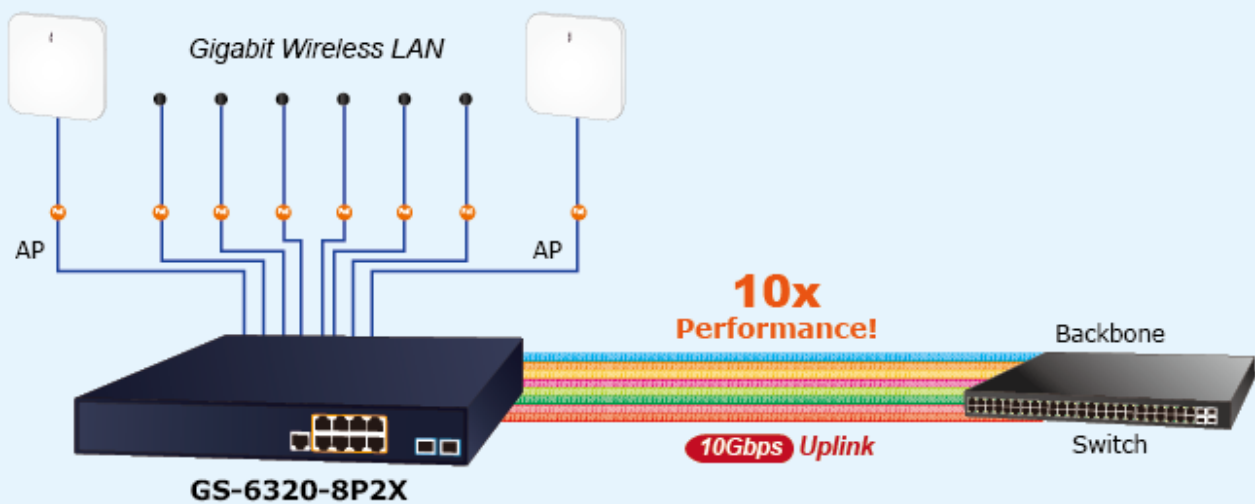 Gigabit Wireless LAN
AP
AP
10x
Performance!
Backbone
10Gbps Uplink
Switch
GS-6320-8P2X